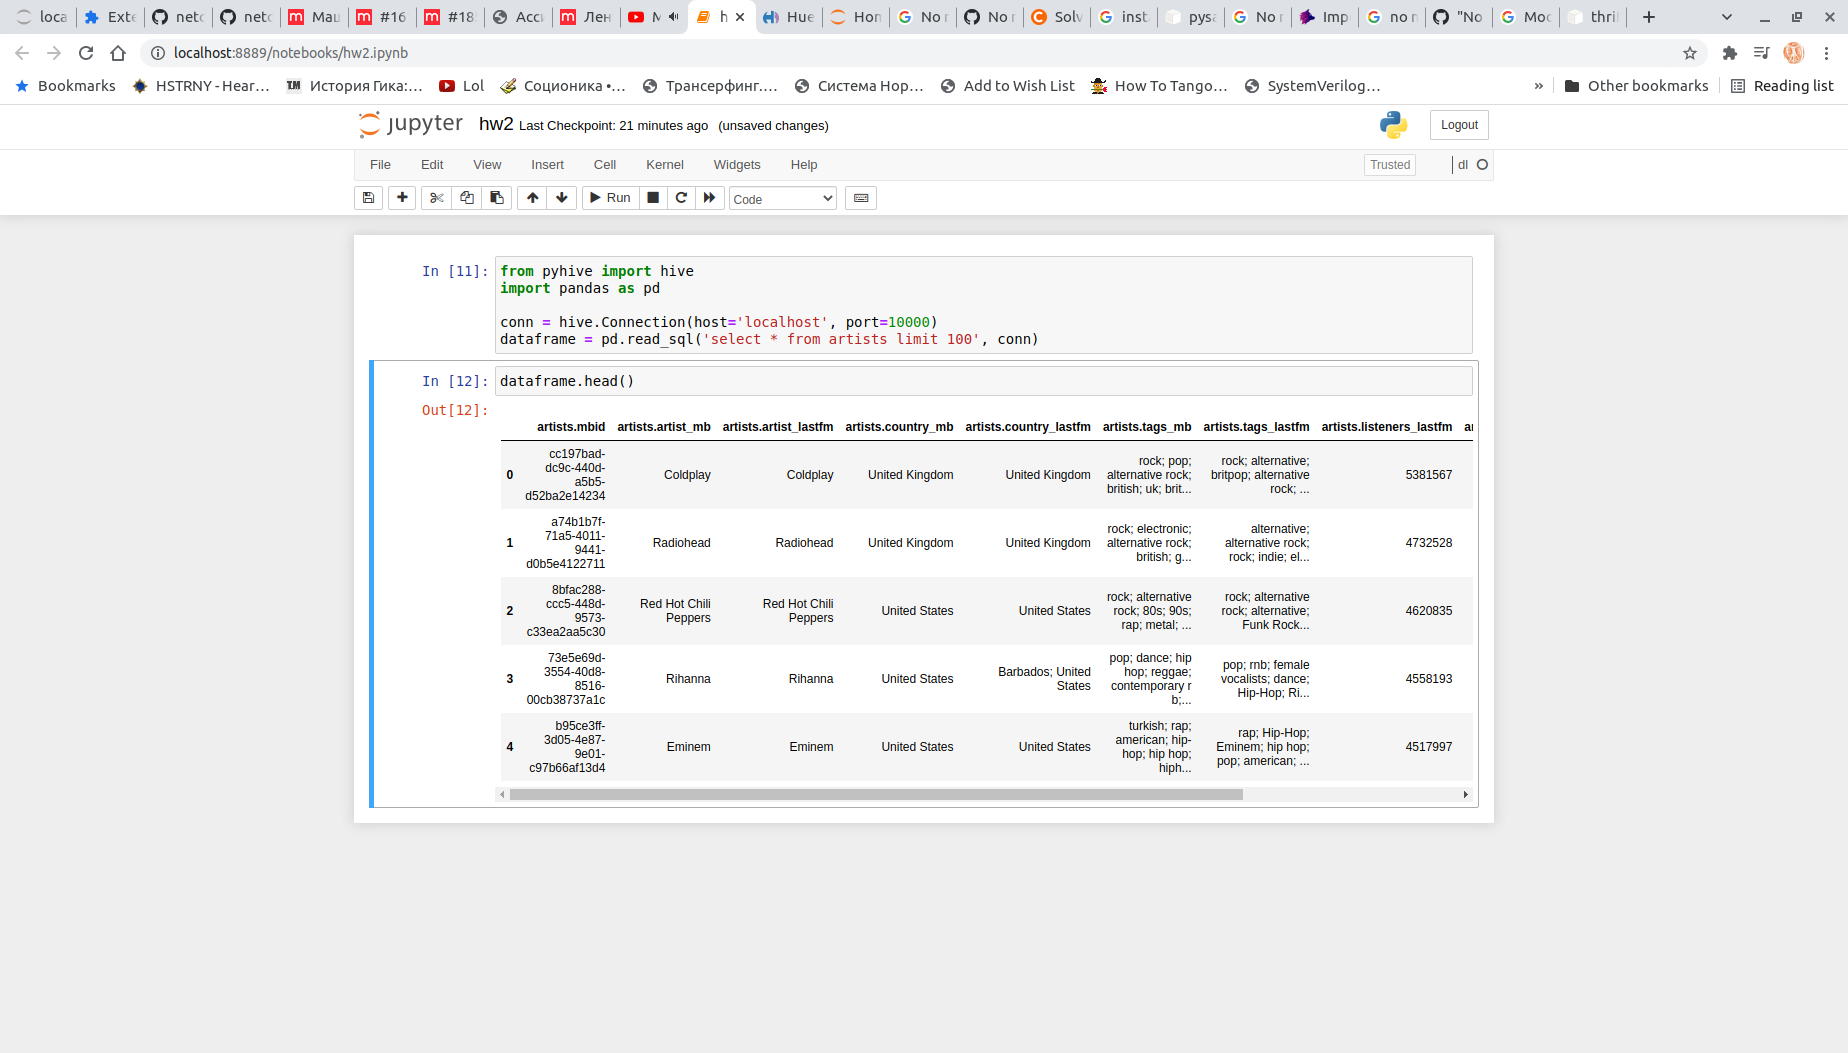 loca
Exte
netc
netc
Маш
#16
#18
Асси
Лен
h
Hue
Hom
No r
No r
Solv
inst
pysa
No r
Imp
no n
"No
Moc
thrif
localhost:8889/notebooks/hw2.ipynb
Bookmarks
HSTRNY - Hear...
История Гика:...
Lol
Соционика •...
Трансерфинг....
Система Нор...
Add to Wish List
How To Tango...
SystemVerilog...
»
Other bookmarks
Reading list
jupyter hw2 Last Checkpoint: 21 minutes ago (unsaved changes)
Logout
File Edit View Insert Cell Kernel Widgets Help
Trusted
dl
Run
Code
In [11]:
from pyhive import hive
import pandas as pd
conn = hive.Connection(host='localhost', port=10000)
dataframe = pd.read_sql('select * from artists limit 100', conn)
In [12]:
dataframe.head()
Out[12]:
artists.mbid artists.artist_mb artists.artist_lastfm artists.country_mb artists.country_lastfm artists.tags_mb artists.tags_lastfm artists.listeners_lastfm
0
cc197bad-
dc9c-440d-
a5b5-
d52ba2e14234
Coldplay
Coldplay
United Kingdom
United Kingdom
rock; pop;
alternative rock;
british; uk; brit...
rock; alternative;
britpop; alternative
rock; ...
5381567
1
a74b1b7f-
71a5-4011-
9441-
d0b5e4122711
Radiohead
Radiohead
United Kingdom
United Kingdom
rock; electronic;
alternative rock;
british; g...
alternative;
alternative rock;
rock; indie; el...
4732528
2
8bfac288-
ccc5-448d-
9573-
c33ea2aa5c30
Red Hot Chili
Peppers
Red Hot Chili
Peppers
United States
United States
rock; alternative
rock; 80s; 90s;
rap; metal; ...
rock; alternative
rock; alternative;
Funk Rock...
4620835
3
73e5e69d-
3554-40d8-
8516-
00cb38737a1c
Rihanna
Rihanna
United States
Barbados; United
States
pop; dance; hip
hop; reggae;
contemporary r
b;...
pop; rnb; female
vocalists; dance;
Hip-Hop; Ri...
4558193
4
b95ce3ff-
3d05-4e87-
9e01-
c97b66af13d4
Eminem
Eminem
United States
United States
turkish; rap;
american; hip-
hop; hip hop;
hiph...
rap; Hip-Hop;
Eminem; hip hop;
pop; american; ...
4517997